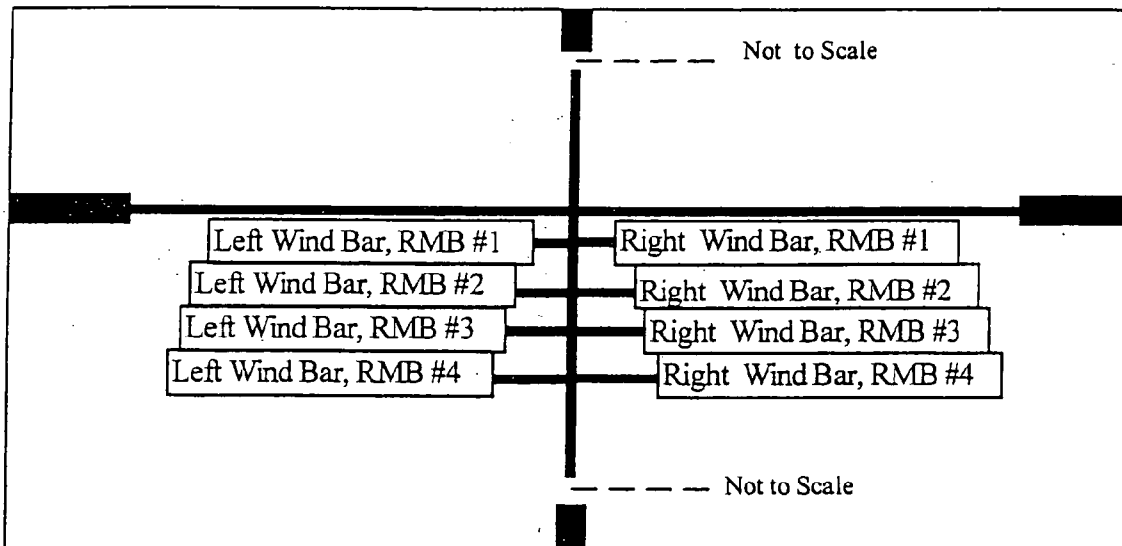 Not to Scale
Left Wind Bar, RMB #1
Right Wind Bar, RMB #1
Left Wind Bar, RMB #2
Right Wind Bar, RMB #2
Left Wind Bar, RMB #3
Right Wind Bar, RMB #3
Left Wind Bar, RMB #4
Right Wind Bar, RMB #4
Not to Scale